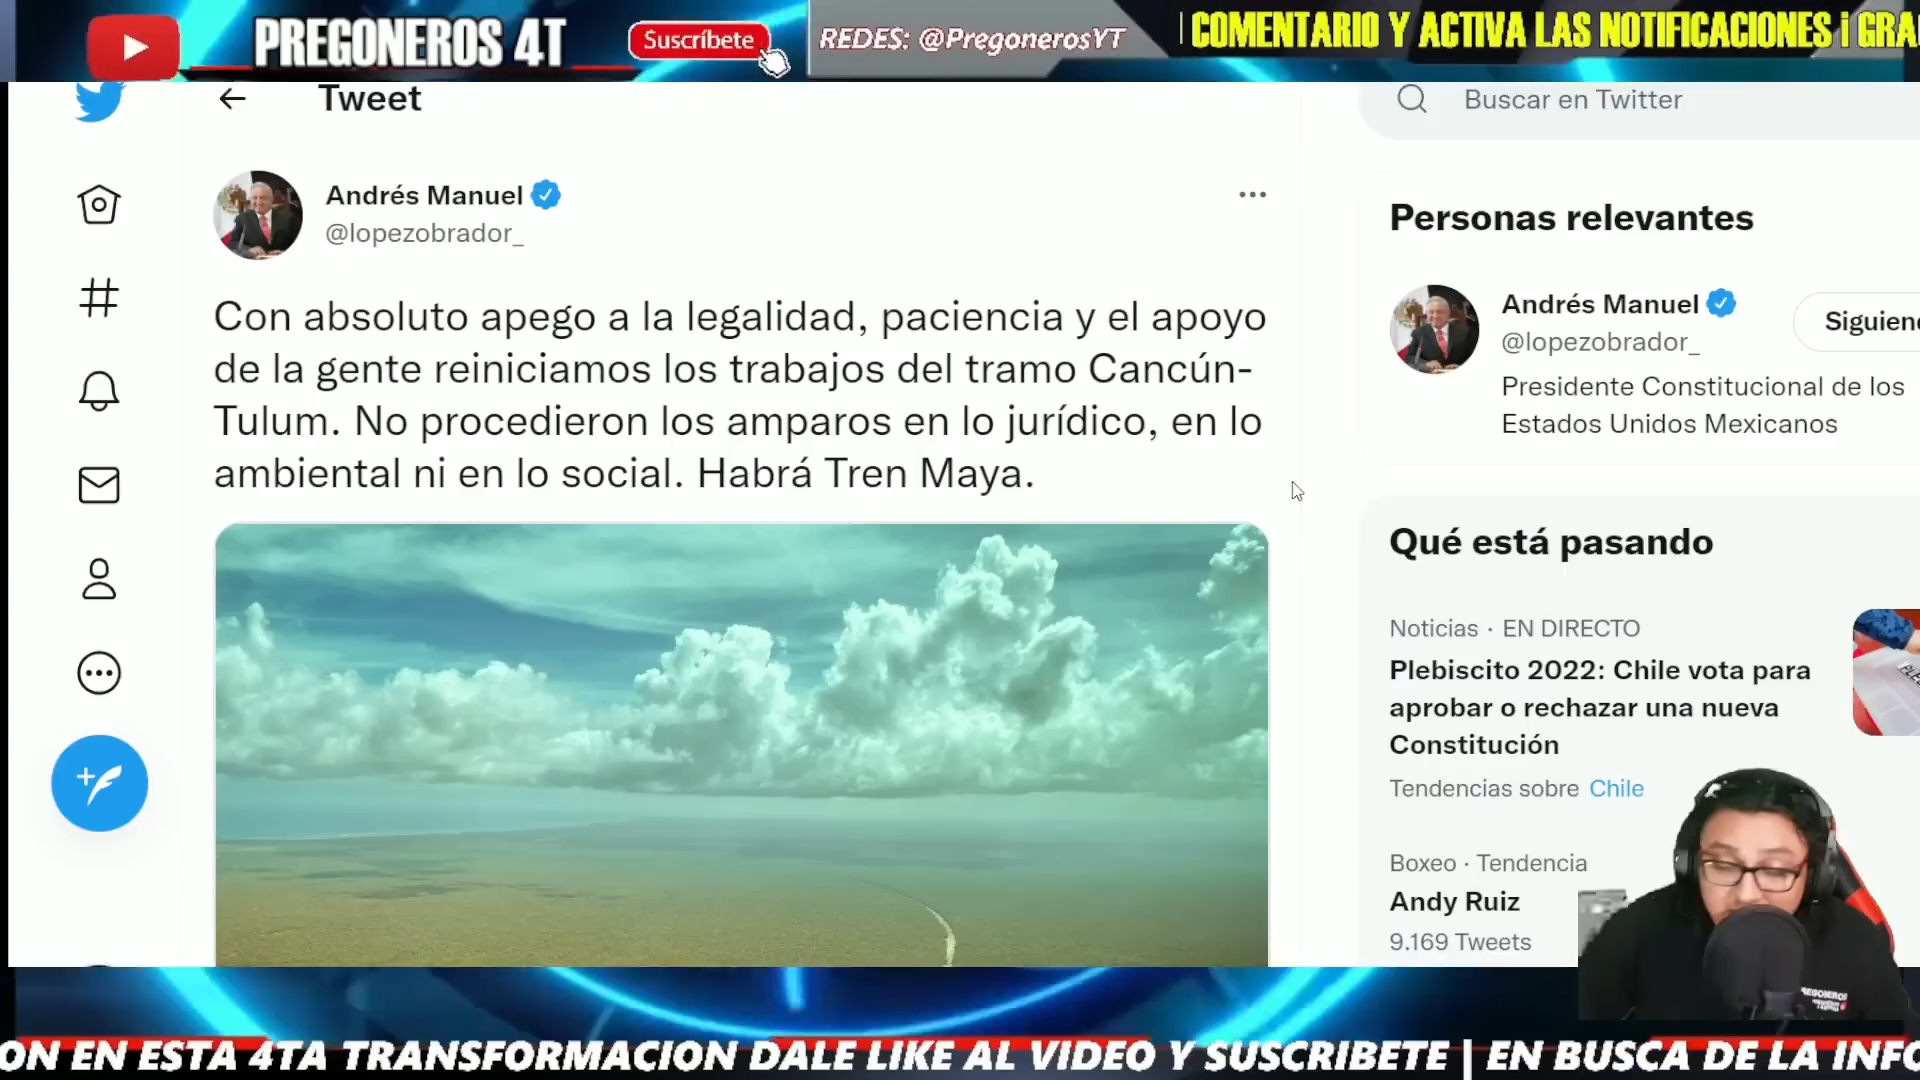 PREGONEROS 4T
Suscríbete
REDES: @PregonerosYT
COMENTARIO Y ACTIVA LAS NOTIFICACIONES ¡ GRA
Tweet
Buscar en Twitter
Andrés Manuel
@lopezobrador_
Con absoluto apego a la legalidad, paciencia y el apoyo
de la gente reiniciamos los trabajos del tramo Cancún-
Tulum. No procedieron los amparos en lo jurídico, en lo
ambiental ni en lo social. Habrá Tren Maya.
Personas relevantes
Andrés Manuel
@lopezobrador_
Siguiend
Presidente Constitucional de los
Estados Unidos Mexicanos
Qué está pasando
Noticias · EN DIRECTO
Plebiscito 2022: Chile vota para
aprobar o rechazar una nueva
Constitución
Tendencias sobre Chile
Boxeo · Tendencia
Andy Ruiz
9.169 Tweets
ON EN ESTA 4TA TRANSFORMACION DALE LIKE AL VIDEO Y SUSCRIBETE | EN BUSCA DE LA INFO